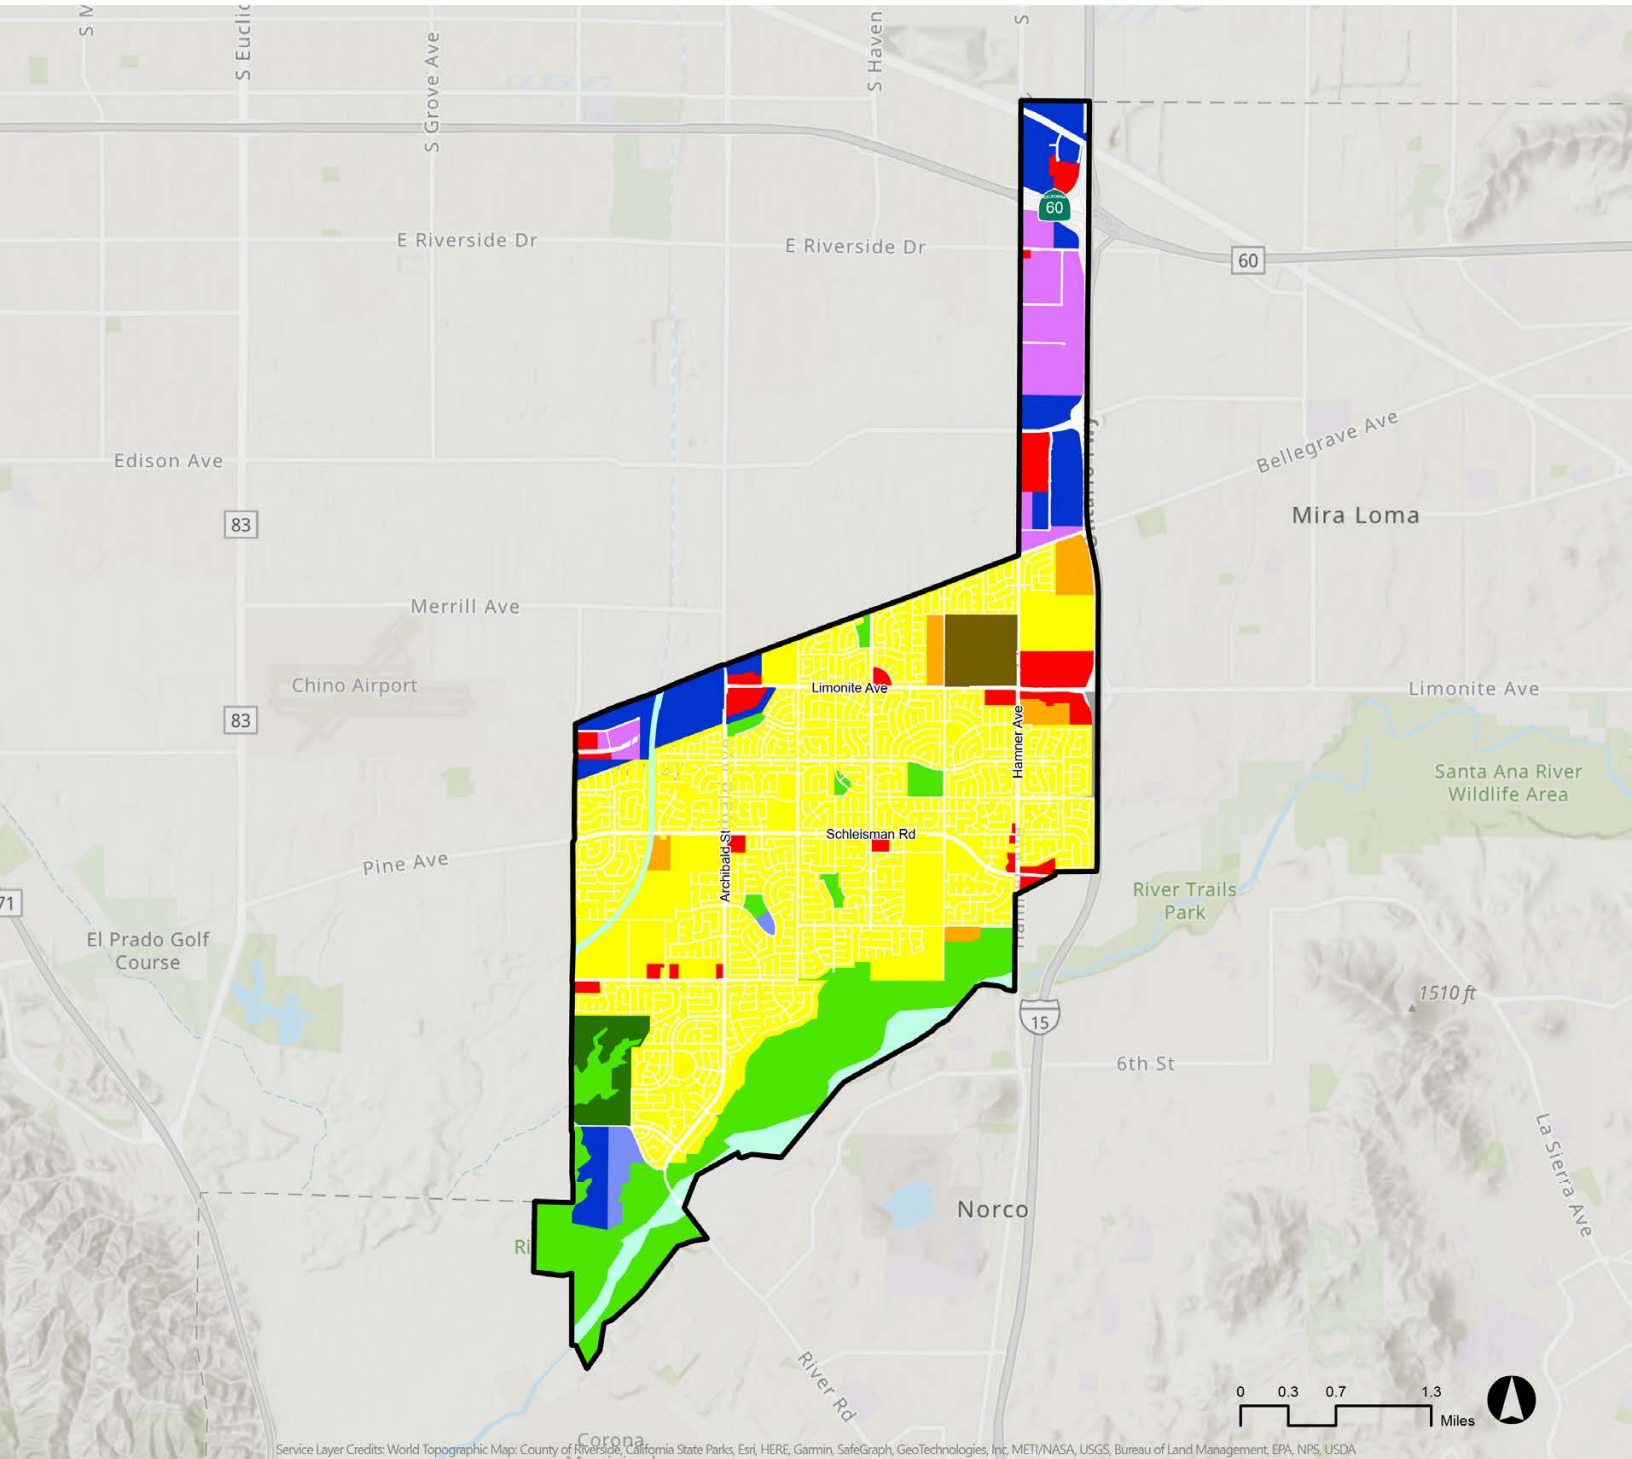 S M
S Euclid
S Grove Ave
S Haven
S
E Riverside Dr
E Riverside Dr
60
60
Edison Ave
Bellegrave Ave
83
Mira Loma
Merrill Ave
Chino Airport
Limonite Ave
Limonite Ave
83
Hamner Ave
Santa Ana River
Wildlife Area
Schleisman Rd
Archibald St
Pine Ave
River Trails
Park
71
El Prado Golf
Course
1510 ft
15
6th St
La Sierra Ave
Norco
Ri
River Rd
0 0.3 0.7 1.3
Miles
Corona
Service Layer Credits: World Topographic Map: County of Riverside, California State Parks, Esri, HERE, Garmin, SafeGraph, GeoTechnologies, Inc, METI/NASA, USGS, Bureau of Land Management, EPA, NPS, USDA